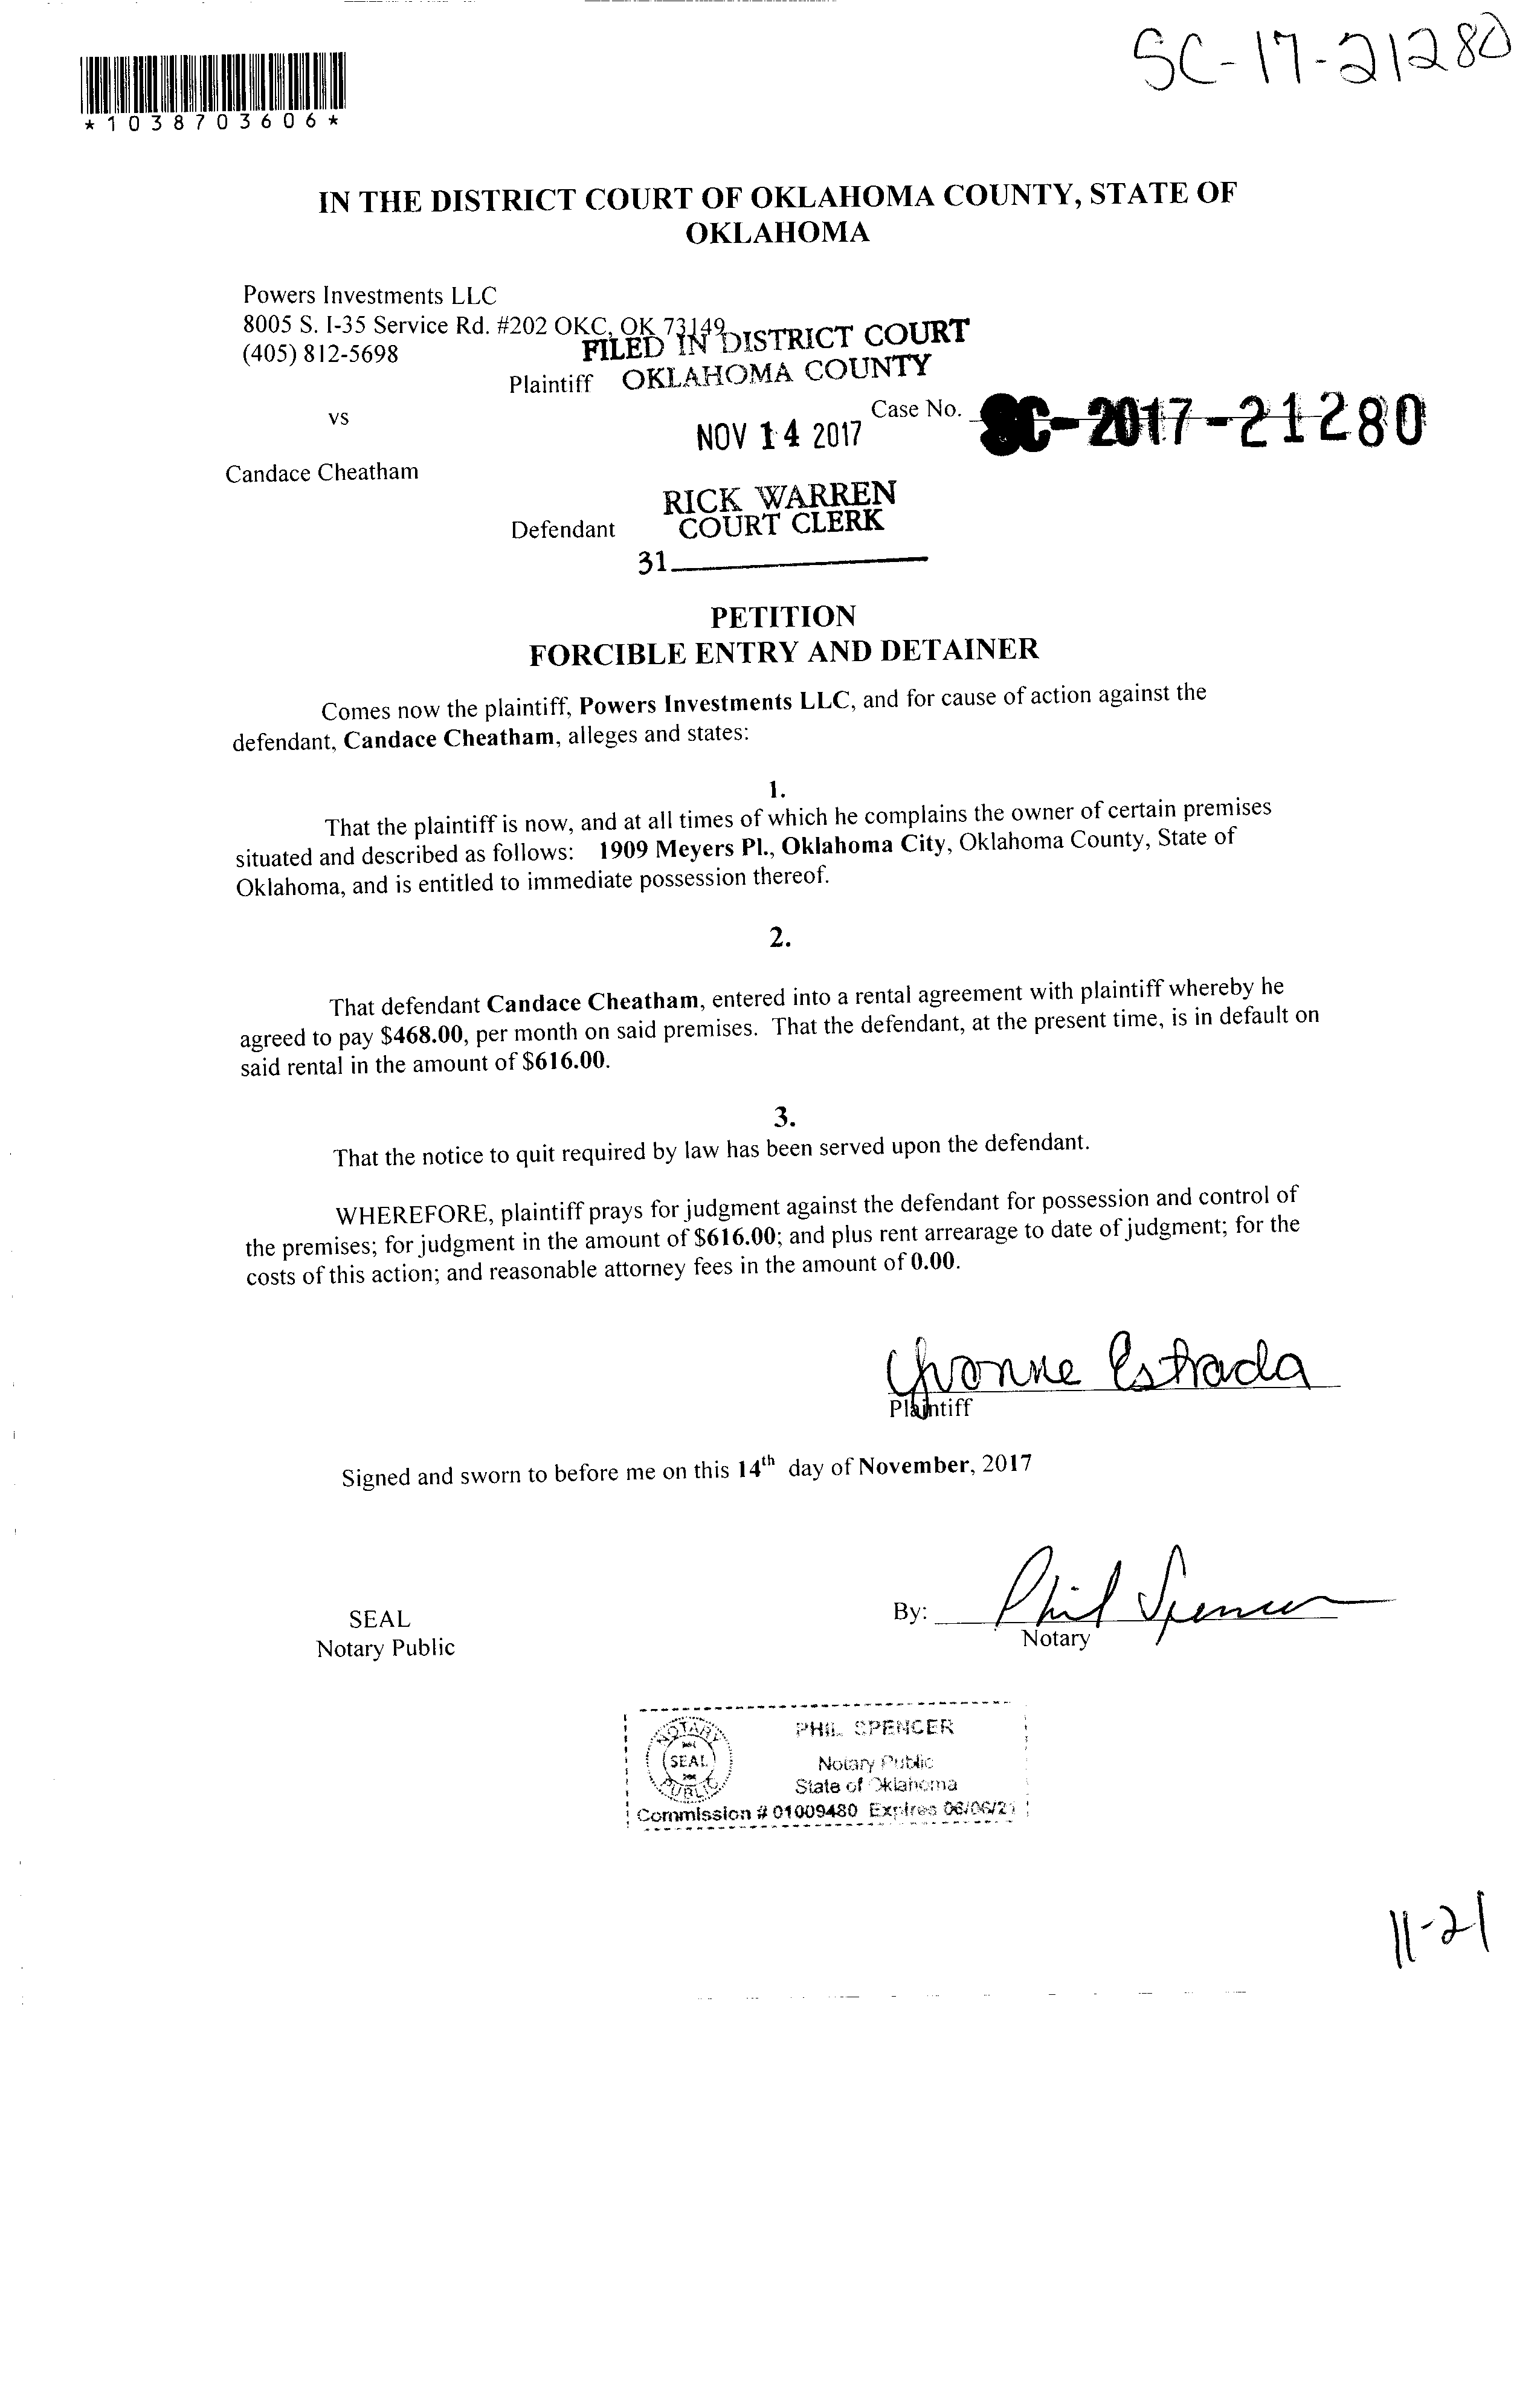 SC-17-21280
*1038703606*
IN THE DISTRICT COURT OF OKLAHOMA COUNTY, STATE OF
OKLAHOMA
Powers Investments LLC
8005 S. I-35 Service Rd. #202 OKC, OK 73149
(405) 812-5698
FILED IN DISTRICT COURT
OKLAHOMA COUNTY
Plaintiff
vs
Case No. SC-2017-21280
NOV 14 2017
Candace Cheatham
RICK WARREN
COURT CLERK
Defendant
31
PETITION
FORCIBLE ENTRY AND DETAINER
Comes now the plaintiff, Powers Investments LLC, and for cause of action against the
defendant, Candace Cheatham, alleges and states:
1.
That the plaintiff is now, and at all times of which he complains the owner of certain premises
situated and described as follows: 1909 Meyers Pl., Oklahoma City, Oklahoma County, State of
Oklahoma, and is entitled to immediate possession thereof.
2.
That defendant Candace Cheatham, entered into a rental agreement with plaintiff whereby he
agreed to pay $468.00, per month on said premises. That the defendant, at the present time, is in default on
said rental in the amount of $616.00.
3.
That the notice to quit required by law has been served upon the defendant.
WHEREFORE, plaintiff prays for judgment against the defendant for possession and control of
the premises; for judgment in the amount of $616.00; and plus rent arrearage to date of judgment; for the
costs of this action; and reasonable attorney fees in the amount of 0.00.
Yvonne Estrada
Plaintiff
Signed and sworn to before me on this 14th day of November, 2017
SEAL
Notary Public
By: Phil Spencer
Notary
NOTARY
SEAL
PUBLIC
PHIL SPENCER
Notary Public
State of Oklahoma
Commission # 01009480 Expires 06/06/21
11-21